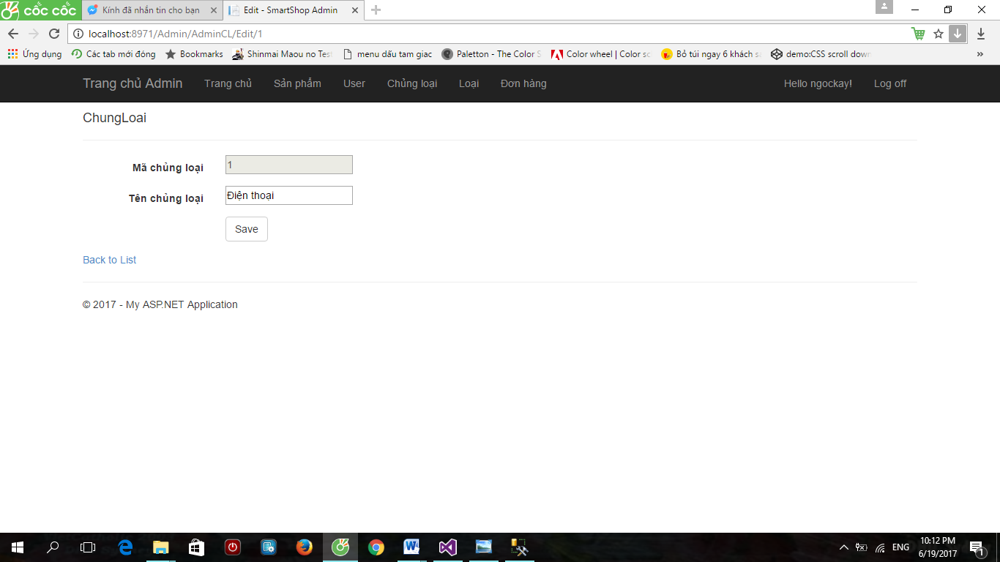 cốc cốc
Kính đã nhắn tin cho bạn
Edit - SmartShop Admin
localhost:8971/Admin/AdminCL/Edit/1
Ứng dụng Các tab mới đóng Bookmarks Shinmai Maou no Tes menu dấu tam giac Paletton - The Color S Color wheel | Color sc Bỏ túi ngay 6 khách sạ demo:CSS scroll down
Trang chủ Admin Trang chủ Sản phẩm User Chủng loại Loại Đơn hàng Hello ngockay! Log off
ChungLoai
Mã chủng loại 1
Tên chủng loại Điện thoại
Save
Back to List
© 2017 - My ASP.NET Application
ENG
10:12 PM
6/19/2017
1